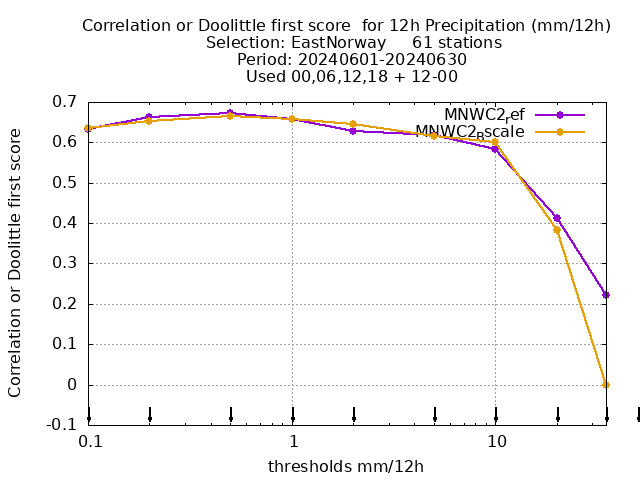 Correlation or Doolittle first score  for 12h Precipitation (mm/12h)
Selection: EastNorway     61 stations
Period: 20240601-20240630
Used 00,06,12,18 + 12-00
MNWC2ref
MNWC2Rscale
Correlation or Doolittle first score
0.7
0.6
0.5
0.4
0.3
0.2
0.1
0
-0.1
0.1 1 10
thresholds mm/12h